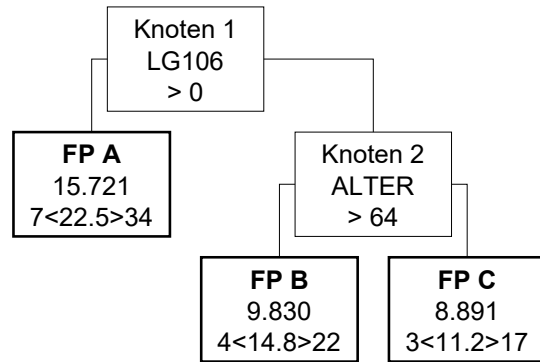 Knoten 1
LG106
> 0
FP A
15.721
7<22.5>34
Knoten 2
ALTER
> 64
FP B
9.830
4<14.8>22
FP C
8.891
3<11.2>17